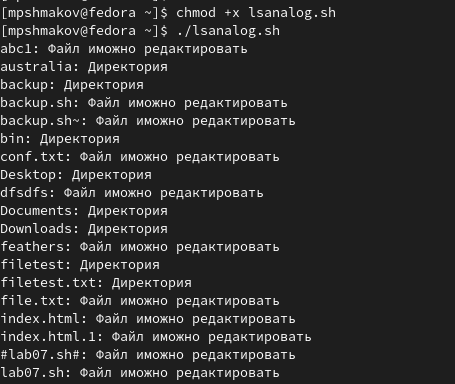 [mpshmakov@fedora ~]$ chmod +x lsanalog.sh
[mpshmakov@fedora ~]$ ./lsanalog.sh
abc1: Файл иможно редактировать
australia: Директория
backup: Директория
backup.sh: Файл иможно редактировать
backup.sh~: Файл иможно редактировать
bin: Директория
conf.txt: Файл иможно редактировать
Desktop: Директория
dfsdfs: Файл иможно редактировать
Documents: Директория
Downloads: Директория
feathers: Файл иможно редактировать
filetest: Директория
filetest.txt: Директория
file.txt: Файл иможно редактировать
index.html: Файл иможно редактировать
index.html.1: Файл иможно редактировать
#lab07.sh#: Файл иможно редактировать
lab07.sh: Файл иможно редактировать